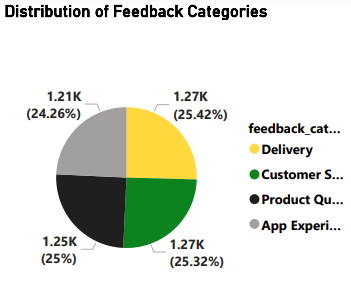 Distribution of Feedback Categories
1.21K
(24.26%)
1.27K
(25.42%)
feedback_cat...
Delivery
Customer S...
Product Qu...
App Experi...
1.25K
(25%)
1.27K
(25.32%)